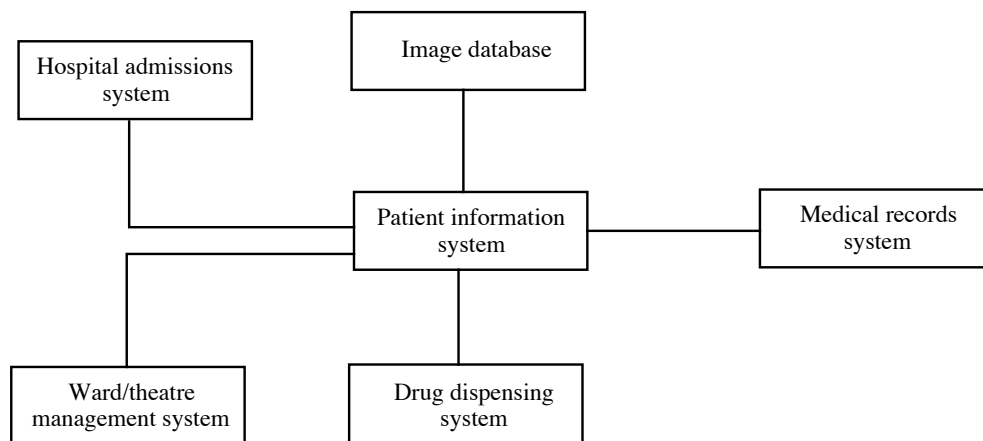 Hospital admissions
system
Image database
Patient information
system
Medical records
system
Ward/theatre
management system
Drug dispensing
system